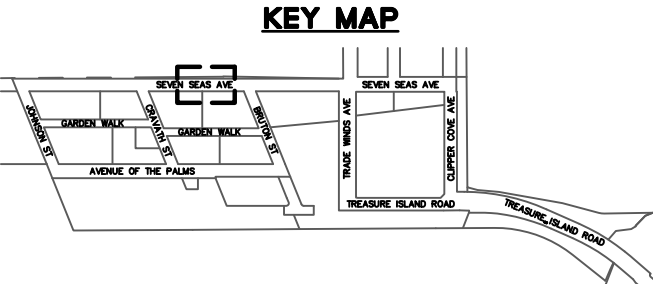 KEY MAP
SEVEN SEAS AVE
SEVEN SEAS AVE
JOHNSON ST
GARDEN WALK
CRAVATH ST
GARDEN WALK
BRUTON ST
TRADE WINDS AVE
CLIPPER COVE AVE
AVENUE OF THE PALMS
TREASURE ISLAND ROAD
TREASURE ISLAND ROAD